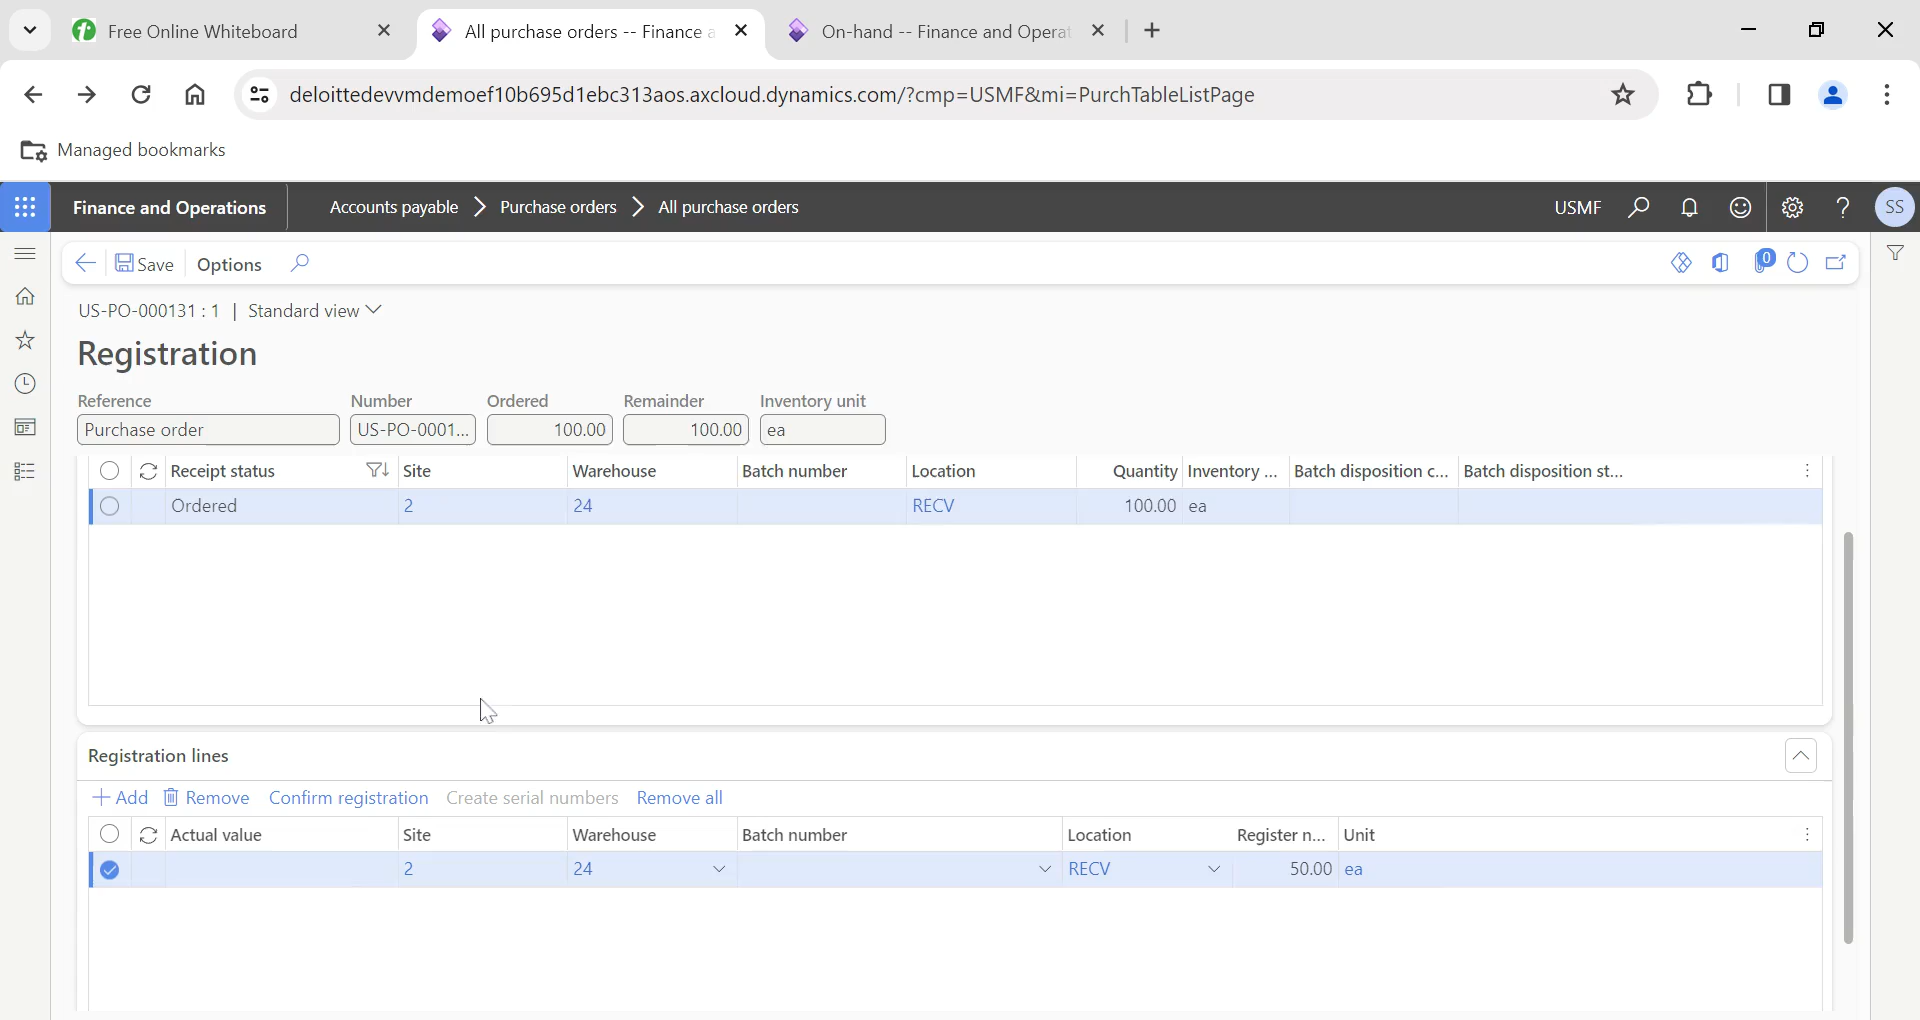 Free Online Whiteboard
All purchase orders -- Finance a
On-hand -- Finance and Operat
deloittedevvmdemoef10b695d1ebc313aos.axcloud.dynamics.com/?cmp=USMF&mi=PurchTableListPage
Managed bookmarks
Finance and Operations
Accounts payable
Purchase orders
All purchase orders
USMF
SS
Save
Options
0
US-PO-000131 : 1 | Standard view
Registration
Reference Number Ordered Remainder Inventory unit
Purchase order US-PO-0001... 100.00 100.00 ea
Receipt status Site Warehouse Batch number Location Quantity Inventory ... Batch disposition c... Batch disposition st...
Ordered 2 24 RECV 100.00 ea
Registration lines
Add Remove Confirm registration Create serial numbers Remove all
Actual value Site Warehouse Batch number Location Register n... Unit
2 24 RECV 50.00 ea